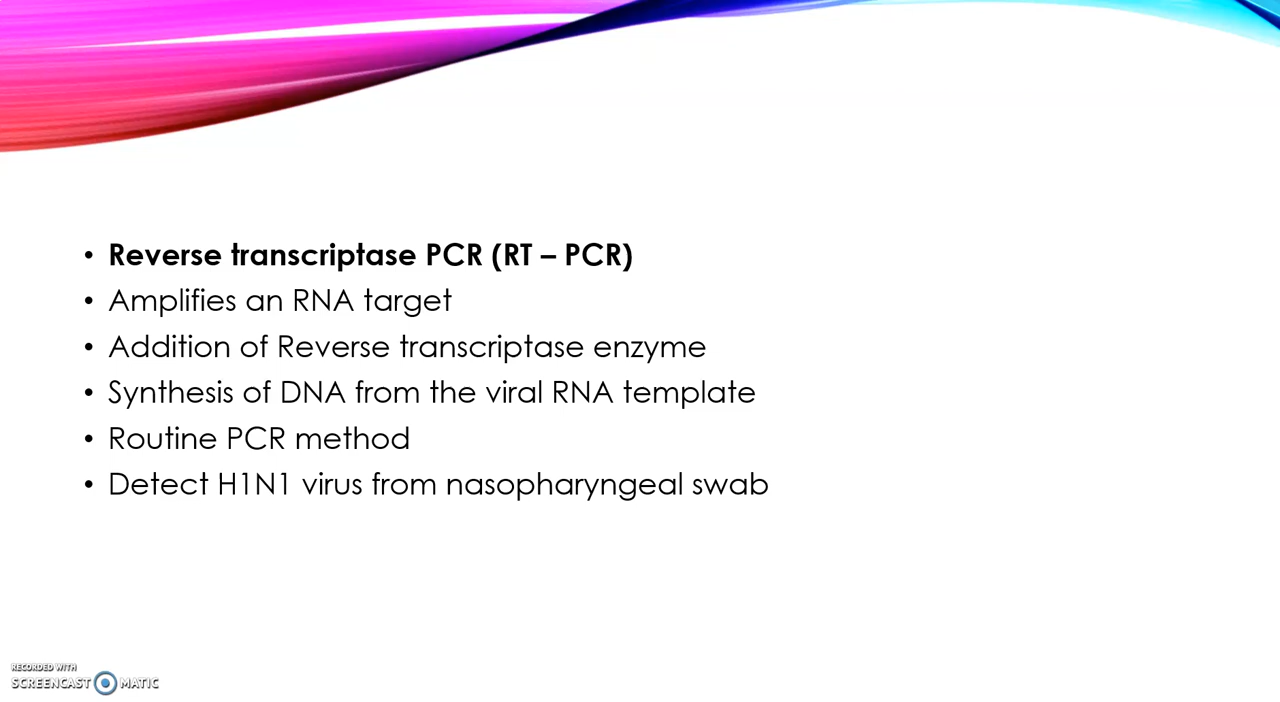 • Reverse transcriptase PCR (RT – PCR)
• Amplifies an RNA target
• Addition of Reverse transcriptase enzyme
• Synthesis of DNA from the viral RNA template
• Routine PCR method
• Detect H1N1 virus from nasopharyngeal swab
RECORDED WITH
SCREENCAST MATIC